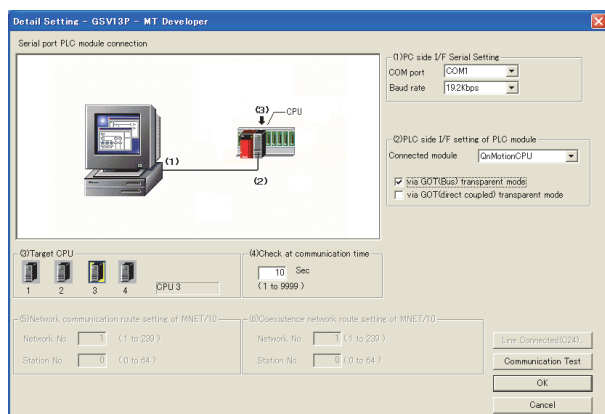 Detail Setting - GSV13P - MT Developer
Serial port PLC module connection
(3)
CPU
(1)
(2)
(1)PC side I/F Serial Setting
COM port COM1
Baud rate 19.2Kbps
(2)PLC side I/F setting of PLC module
Connected module QnMotionCPU
via GOT(Bus) transparent mode
via GOT(direct coupled) transparent mode
(3)Target CPU
1 2 3 4 CPU 3
(4)Check at communication time
10 Sec
(1 to 9999 )
(5)Network communication route setting of MNET/10
Network No. 1 (1 to 239 )
Station No. 0 (0 to 64 )
(6)Coexistence network route setting of MNET/10
Network No. 1 (1 to 239 )
Station No. 0 (0 to 64 )
Line Connected(C24)..
Communication Test
OK
Cancel